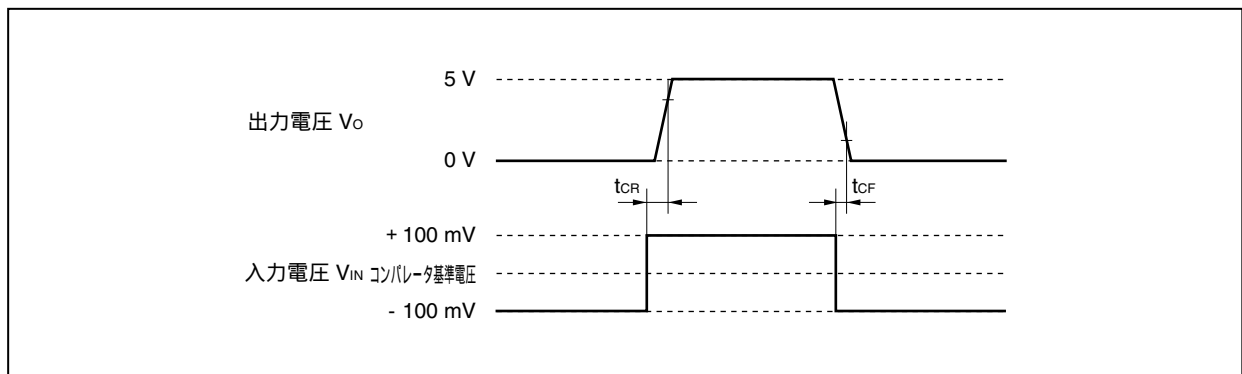 5 V
出力電圧 VO
0 V
tCR
tCF
+ 100 mV
入力電圧 VIN コンパレータ基準電圧
- 100 mV